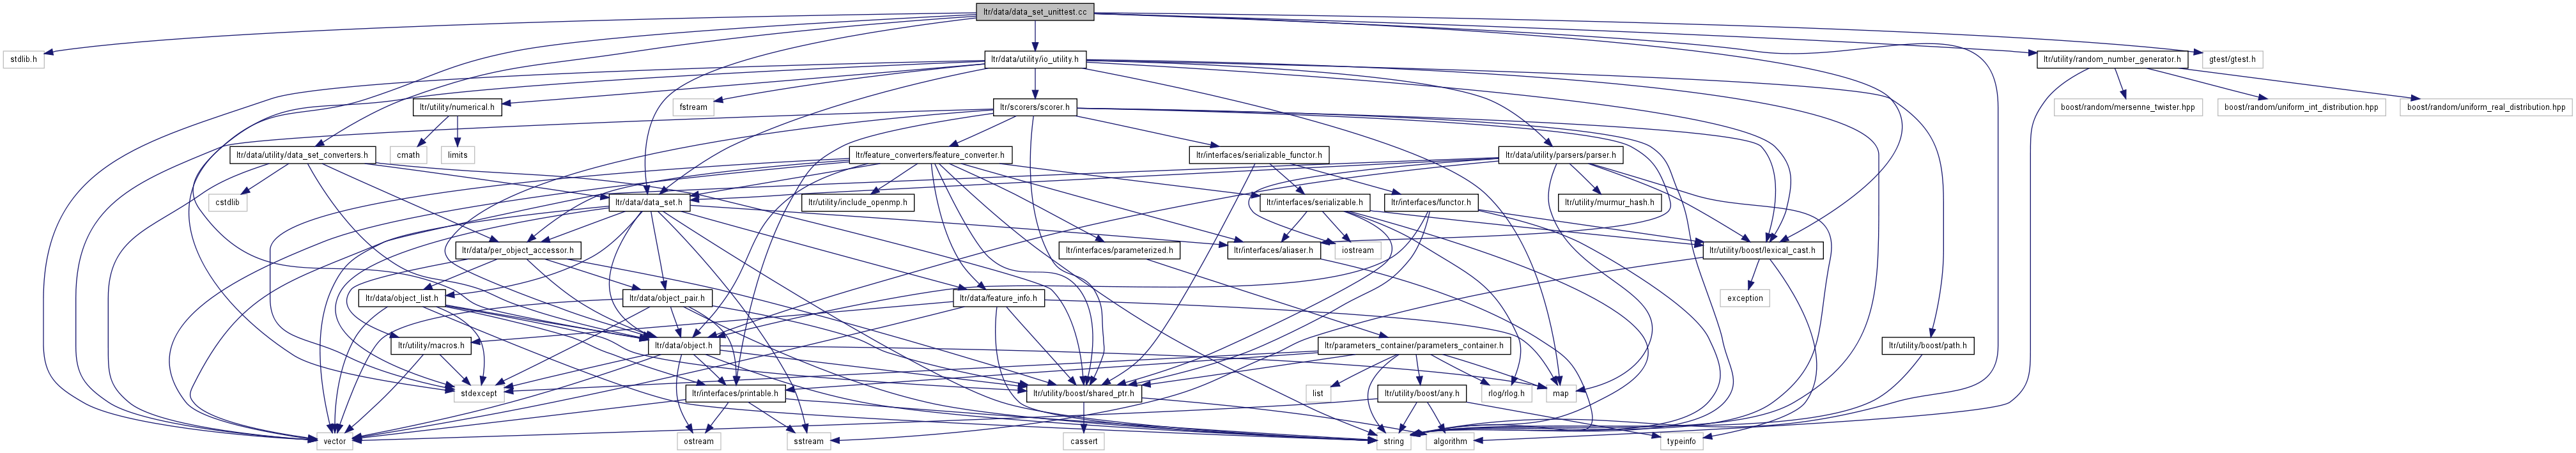 ltr/data/data_set_unittest.cc
stdlib.h
ltr/data/utility/io_utility.h
ltr/utility/random_number_generator.h
gtest/gtest.h
ltr/utility/numerical.h
fstream
ltr/scorers/scorer.h
boost/random/mersenne_twister.hpp
boost/random/uniform_int_distribution.hpp
boost/random/uniform_real_distribution.hpp
ltr/data/utility/data_set_converters.h
cmath
limits
ltr/feature_converters/feature_converter.h
ltr/interfaces/serializable_functor.h
ltr/data/utility/parsers/parser.h
cstdlib
ltr/data/data_set.h
ltr/utility/include_openmp.h
ltr/interfaces/serializable.h
ltr/interfaces/functor.h
ltr/utility/murmur_hash.h
ltr/data/per_object_accessor.h
ltr/interfaces/parameterized.h
ltr/interfaces/aliaser.h
iostream
ltr/utility/boost/lexical_cast.h
ltr/data/object_list.h
ltr/data/object_pair.h
ltr/data/feature_info.h
exception
ltr/utility/macros.h
ltr/data/object.h
ltr/parameters_container/parameters_container.h
ltr/utility/boost/path.h
stdexcept
ltr/interfaces/printable.h
ltr/utility/boost/shared_ptr.h
list
ltr/utility/boost/any.h
rlog/rlog.h
map
vector
ostream
sstream
cassert
string
algorithm
typeinfo